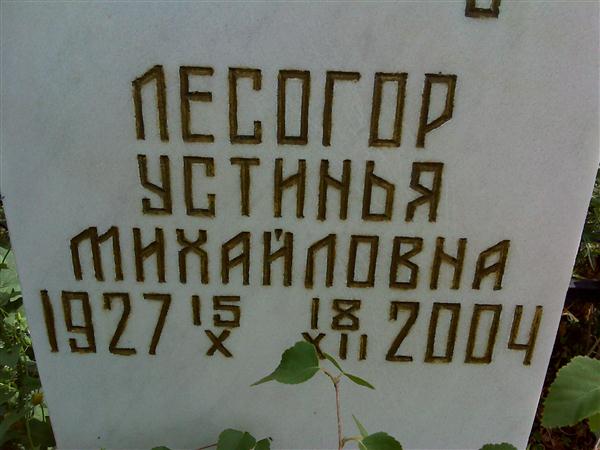 ЛЕСОГОР
УСТИНЬЯ
МИХАЙЛОВНА
1927 15/X 18/XII 2004